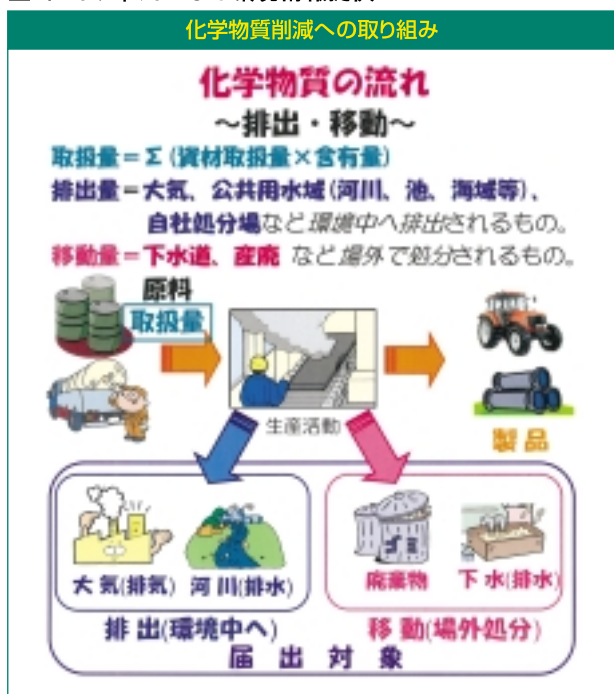 化学物質削減への取り組み
化学物質の流れ
～排出・移動～
取扱量＝Σ（資材取扱量×含有量）
排出量＝大気、公共用水域（河川、池、海域等）、
自社処分場など環境中へ排出されるもの。
移動量＝下水道、産廃 など場外で処分されるもの。
原料
取扱量
生産活動
製品
大気(排気) 河川(排水)
廃棄物 下水(排水)
排出(環境中へ) 移動(場外処分)
届出対象